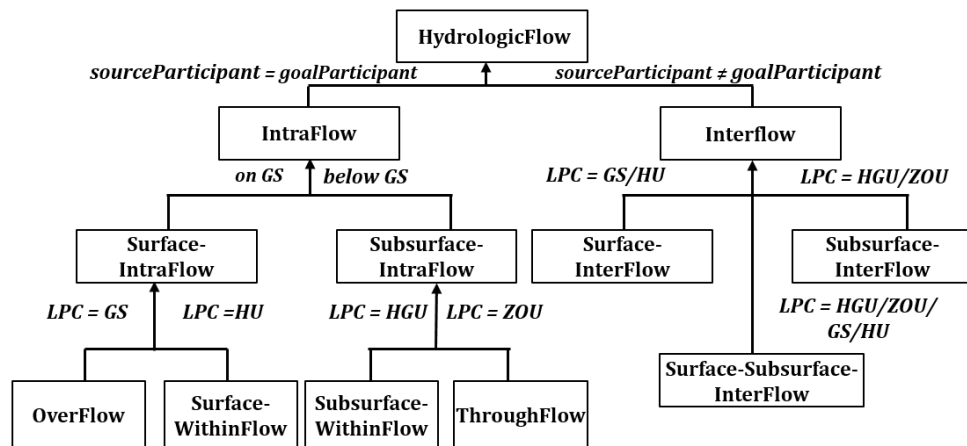 HydrologicFlow
sourceParticipant = goalParticipant
sourceParticipant ≠ goalParticipant
IntraFlow
Interflow
on GS
below GS
LPC = GS/HU
LPC = HGU/ZOU
Surface-
IntraFlow
Subsurface-
IntraFlow
Surface-
InterFlow
Subsurface-
InterFlow
LPC = GS
LPC =HU
LPC = HGU
LPC = ZOU
LPC = HGU/ZOU/
GS/HU
OverFlow
Surface-
WithinFlow
Subsurface-
WithinFlow
ThroughFlow
Surface-Subsurface-
InterFlow